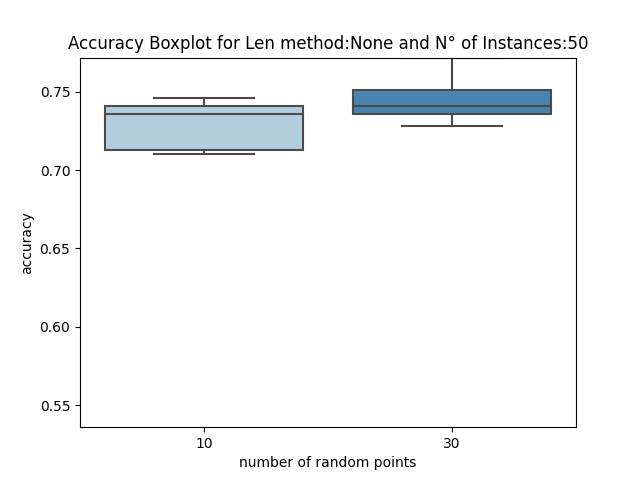 Accuracy Boxplot for Len method:None and N° of Instances:50
0.75
0.70
0.65
0.60
0.55
accuracy
10
30
number of random points